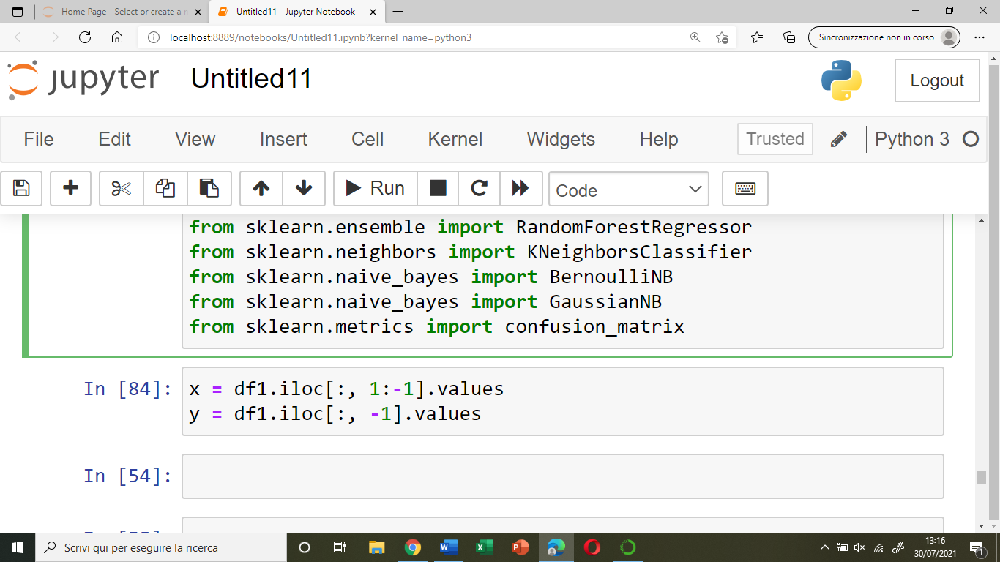 Home Page - Select or create a n
Untitled11 - Jupyter Notebook
localhost:8889/notebooks/Untitled11.ipynb?kernel_name=python3
Sincronizzazione non in corso
jupyter
Untitled11
Logout
File
Edit
View
Insert
Cell
Kernel
Widgets
Help
Trusted
Python 3
Run
Code
from sklearn.ensemble import RandomForestRegressor
from sklearn.neighbors import KNeighborsClassifier
from sklearn.naive_bayes import BernoulliNB
from sklearn.naive_bayes import GaussianNB
from sklearn.metrics import confusion_matrix
In [84]:
x = df1.iloc[:, 1:-1].values
y = df1.iloc[:, -1].values
In [54]:
Scrivi qui per eseguire la ricerca
13:16
30/07/2021
1